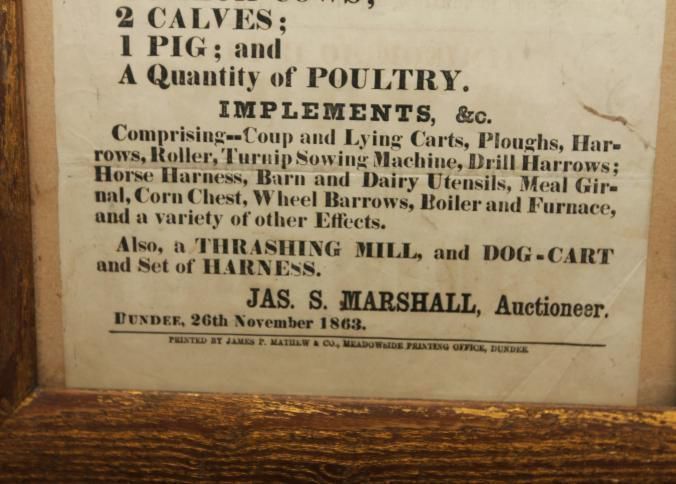 COWS;
2 CALVES;
1 PIG; and
A Quantity of POULTRY.
IMPLEMENTS, &c.
Comprising--Coup and Lying Carts, Ploughs, Har-
rows, Roller, Turnip Sowing Machine, Drill Harrows;
Horse Harness, Barn and Dairy Utensils, Meal Gir-
nal, Corn Chest, Wheel Barrows, Boiler and Furnace,
and a variety of other Effects.
Also, a THRASHING MILL, and DOG-CART
and Set of HARNESS.
JAS. S. MARSHALL, Auctioneer.
DUNDEE, 26th November 1863.
PRINTED BY JAMES P. MATHEW & CO., MEADOWSIDE PRINTING OFFICE, DUNDEE.